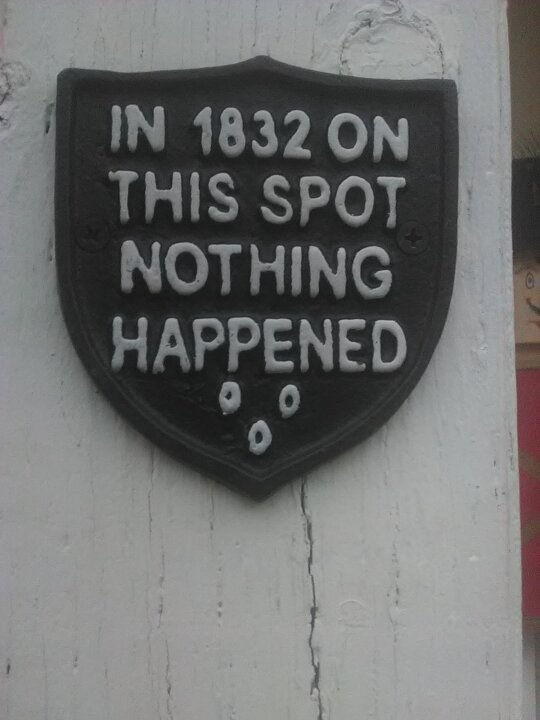 IN 1832 ON
THIS SPOT
NOTHING
HAPPENED